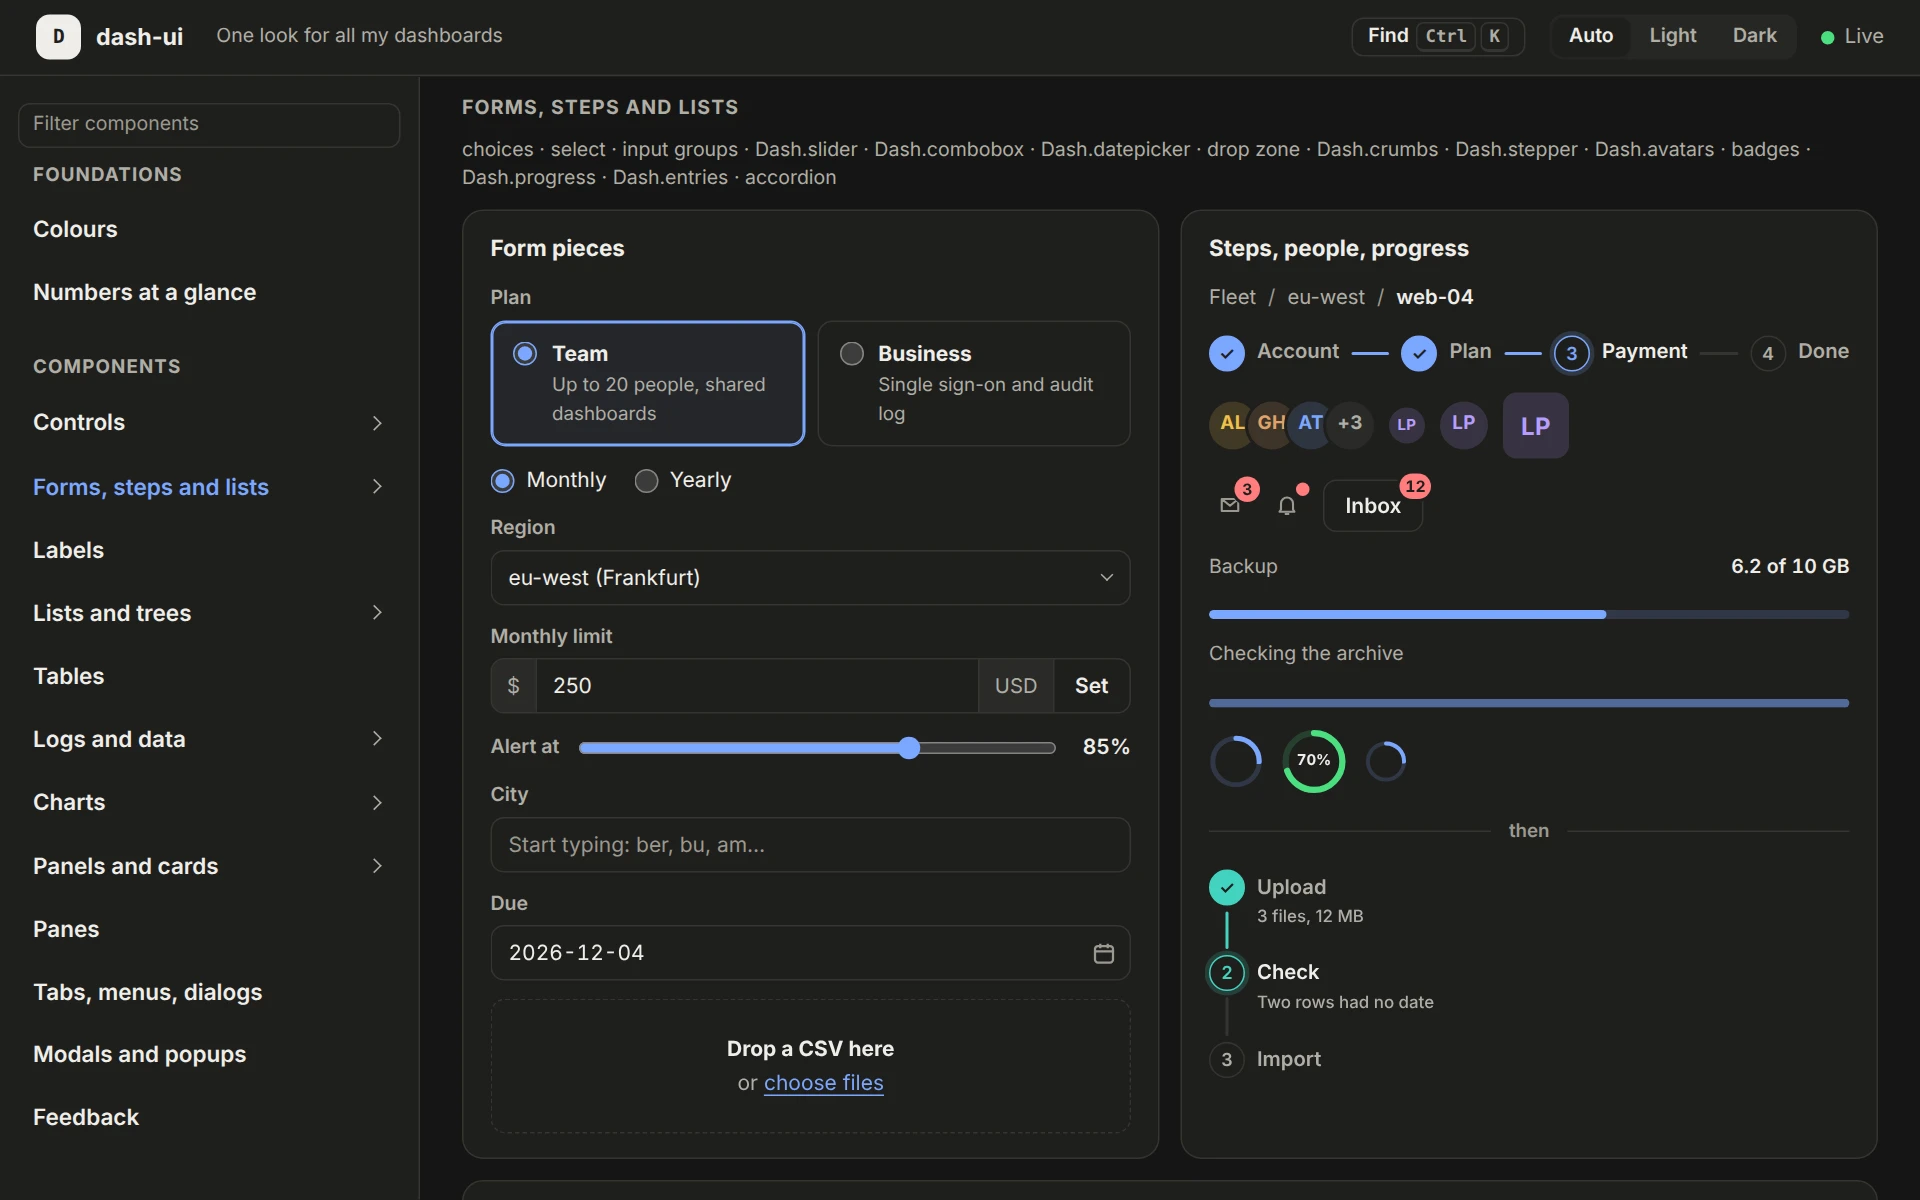 D dash-ui One look for all my dashboards Find Ctrl K Auto Light Dark Live
Filter components
FOUNDATIONS
Colours
Numbers at a glance
COMPONENTS
Controls
Forms, steps and lists
Labels
Lists and trees
Tables
Logs and data
Charts
Panels and cards
Panes
Tabs, menus, dialogs
Modals and popups
Feedback
FORMS, STEPS AND LISTS
choices · select · input groups · Dash.slider · Dash.combobox · Dash.datepicker · drop zone · Dash.crumbs · Dash.stepper · Dash.avatars · badges ·
Dash.progress · Dash.entries · accordion
Form pieces
Plan
Team
Up to 20 people, shared
dashboards
Business
Single sign-on and audit
log
Monthly Yearly
Region
eu-west (Frankfurt)
Monthly limit
$ 250 USD Set
Alert at 85%
City
Start typing: ber, bu, am...
Due
2026-12-04
Drop a CSV here
or choose files
Steps, people, progress
Fleet / eu-west / web-04
Account Plan 3 Payment 4 Done
AL GH AT +3 LP LP LP
3 Inbox 12
Backup 6.2 of 10 GB
Checking the archive
70%
then
Upload
3 files, 12 MB
2 Check
Two rows had no date
3 Import